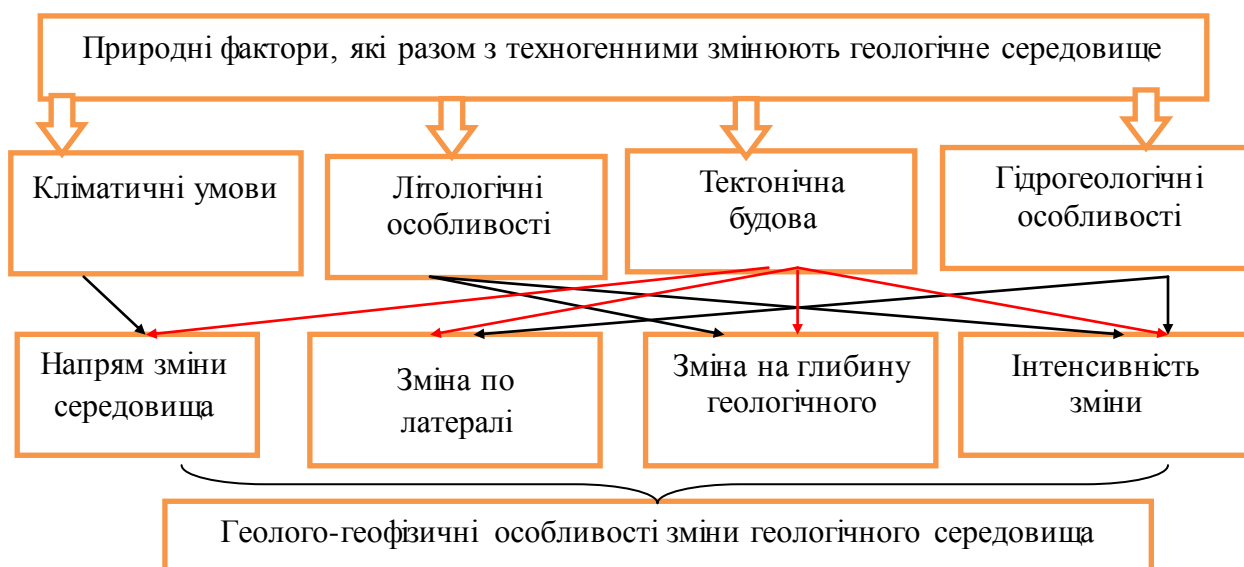 Природні фактори, які разом з техногенними змінюють геологічне середовище
Кліматичні умови
Літологічні
особливості
Тектонічна
будова
Гідрогеологічні
особливості
Напрям зміни
середовища
Зміна по
латералі
Зміна на глибину
геологічного
Інтенсивність
зміни
Геолого-геофізичні особливості зміни геологічного середовища